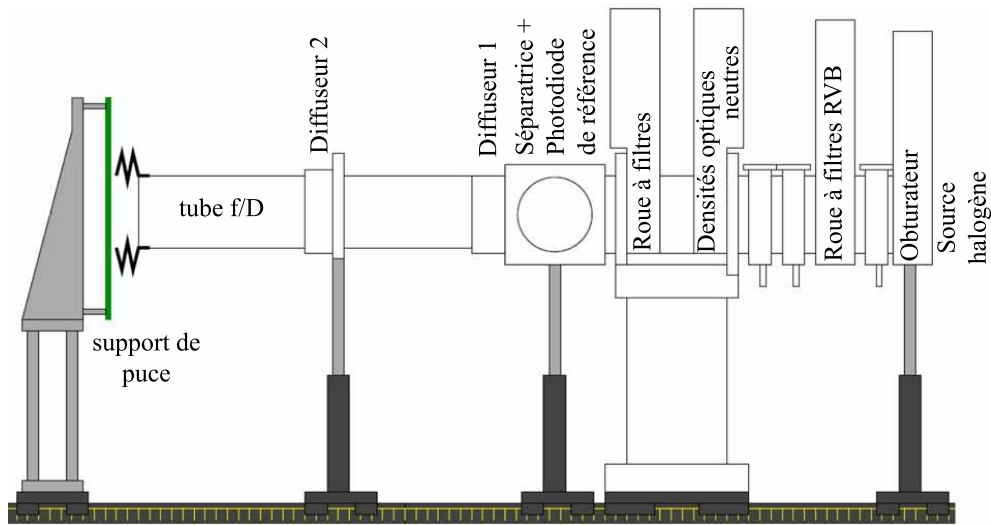 Diffuseur 2
Diffuseur 1
Séparatrice +
Photodiode
de référence
Roue à filtres
Densités optiques
neutres
Roue à filtres RVB
Obturateur
Source
halogène
tube f/D
support de
puce